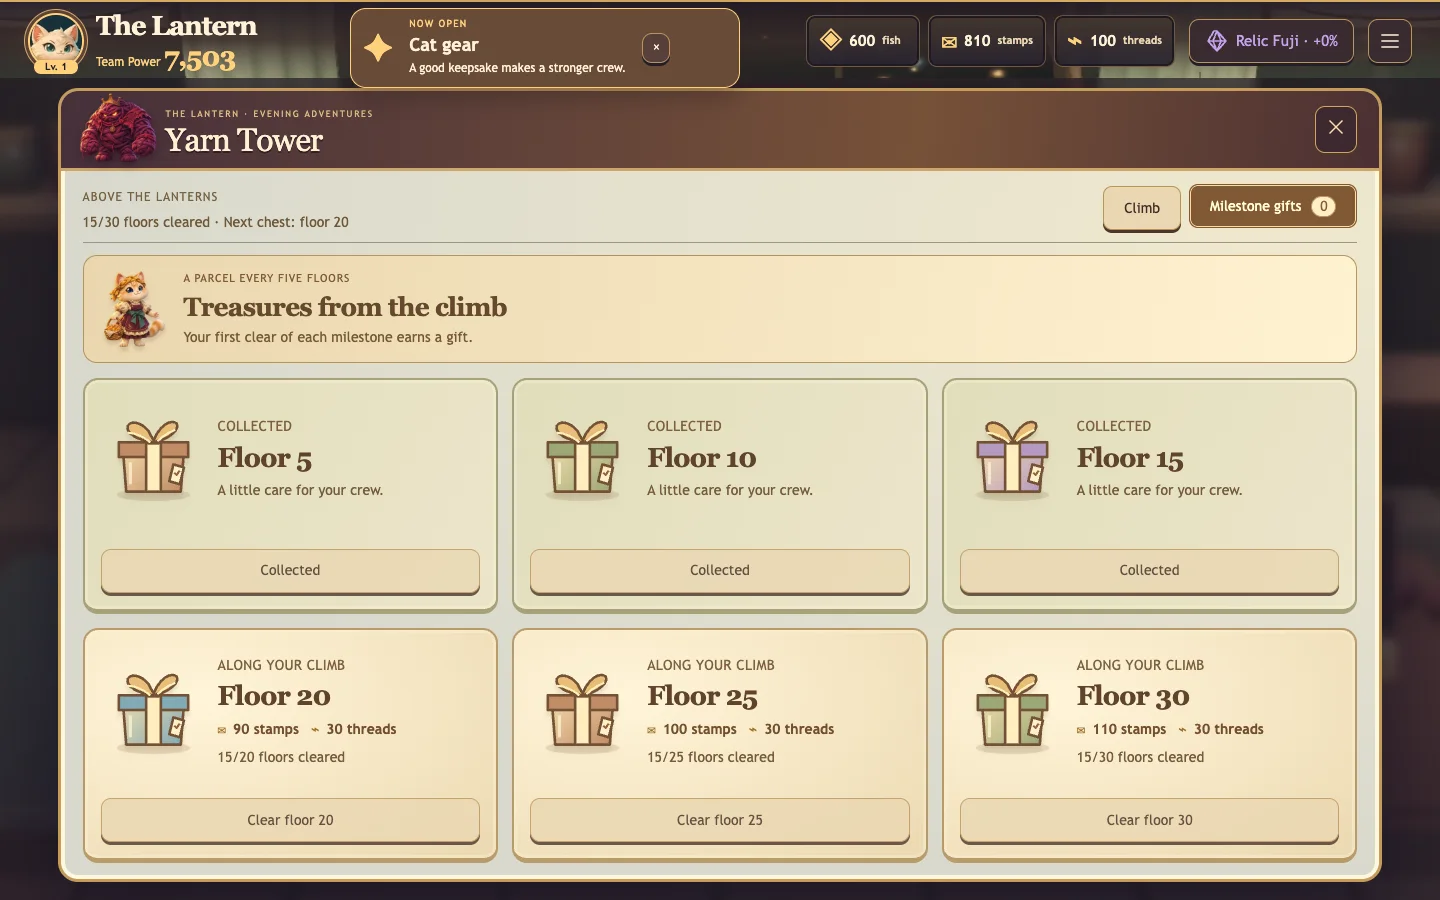 The Lantern
Team Power 7,503
Lv. 1
NOW OPEN
Cat gear
A good keepsake makes a stronger crew.
×
600 fish
810 stamps
100 threads
Relic Fuji · +0%
THE LANTERN · EVENING ADVENTURES
Yarn Tower
ABOVE THE LANTERNS
15/30 floors cleared · Next chest: floor 20
Climb
Milestone gifts 0
A PARCEL EVERY FIVE FLOORS
Treasures from the climb
Your first clear of each milestone earns a gift.
COLLECTED
Floor 5
A little care for your crew.
Collected
COLLECTED
Floor 10
A little care for your crew.
Collected
COLLECTED
Floor 15
A little care for your crew.
Collected
ALONG YOUR CLIMB
Floor 20
90 stamps 30 threads
15/20 floors cleared
Clear floor 20
ALONG YOUR CLIMB
Floor 25
100 stamps 30 threads
15/25 floors cleared
Clear floor 25
ALONG YOUR CLIMB
Floor 30
110 stamps 30 threads
15/30 floors cleared
Clear floor 30